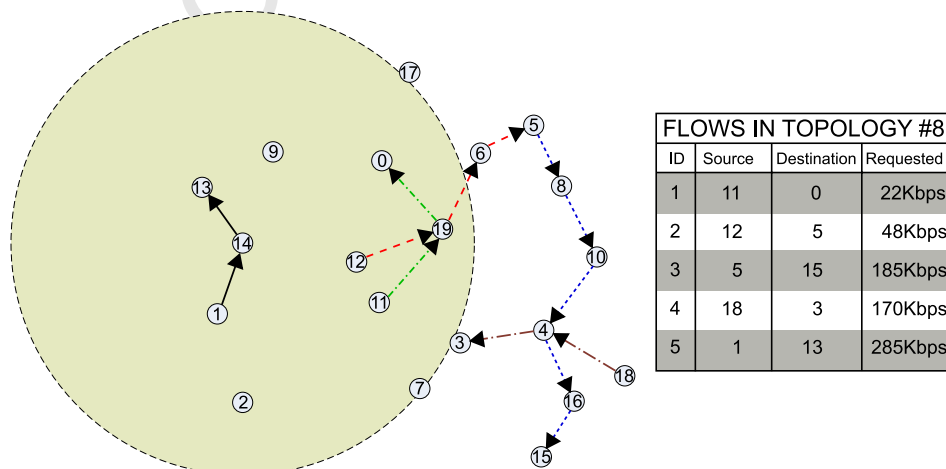 17
5
9
0
6
13
8
19
14
12
10
11
1
4
3
18
7
2
16
15
FLOWS IN TOPOLOGY #8
ID Source Destination Requested
1 11 0 22Kbps
2 12 5 48Kbps
3 5 15 185Kbps
4 18 3 170Kbps
5 1 13 285Kbps